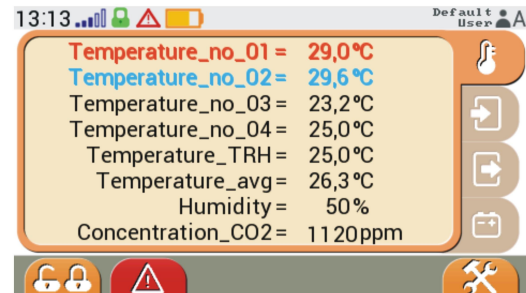 13:13
Default
User
A
Temperature_no_01 = 29,0°C
Temperature_no_02 = 29,6°C
Temperature_no_03 = 23,2°C
Temperature_no_04 = 25,0°C
Temperature_TRH = 25,0°C
Temperature_avg = 26,3°C
Humidity = 50%
Concentration_CO2 = 1120ppm